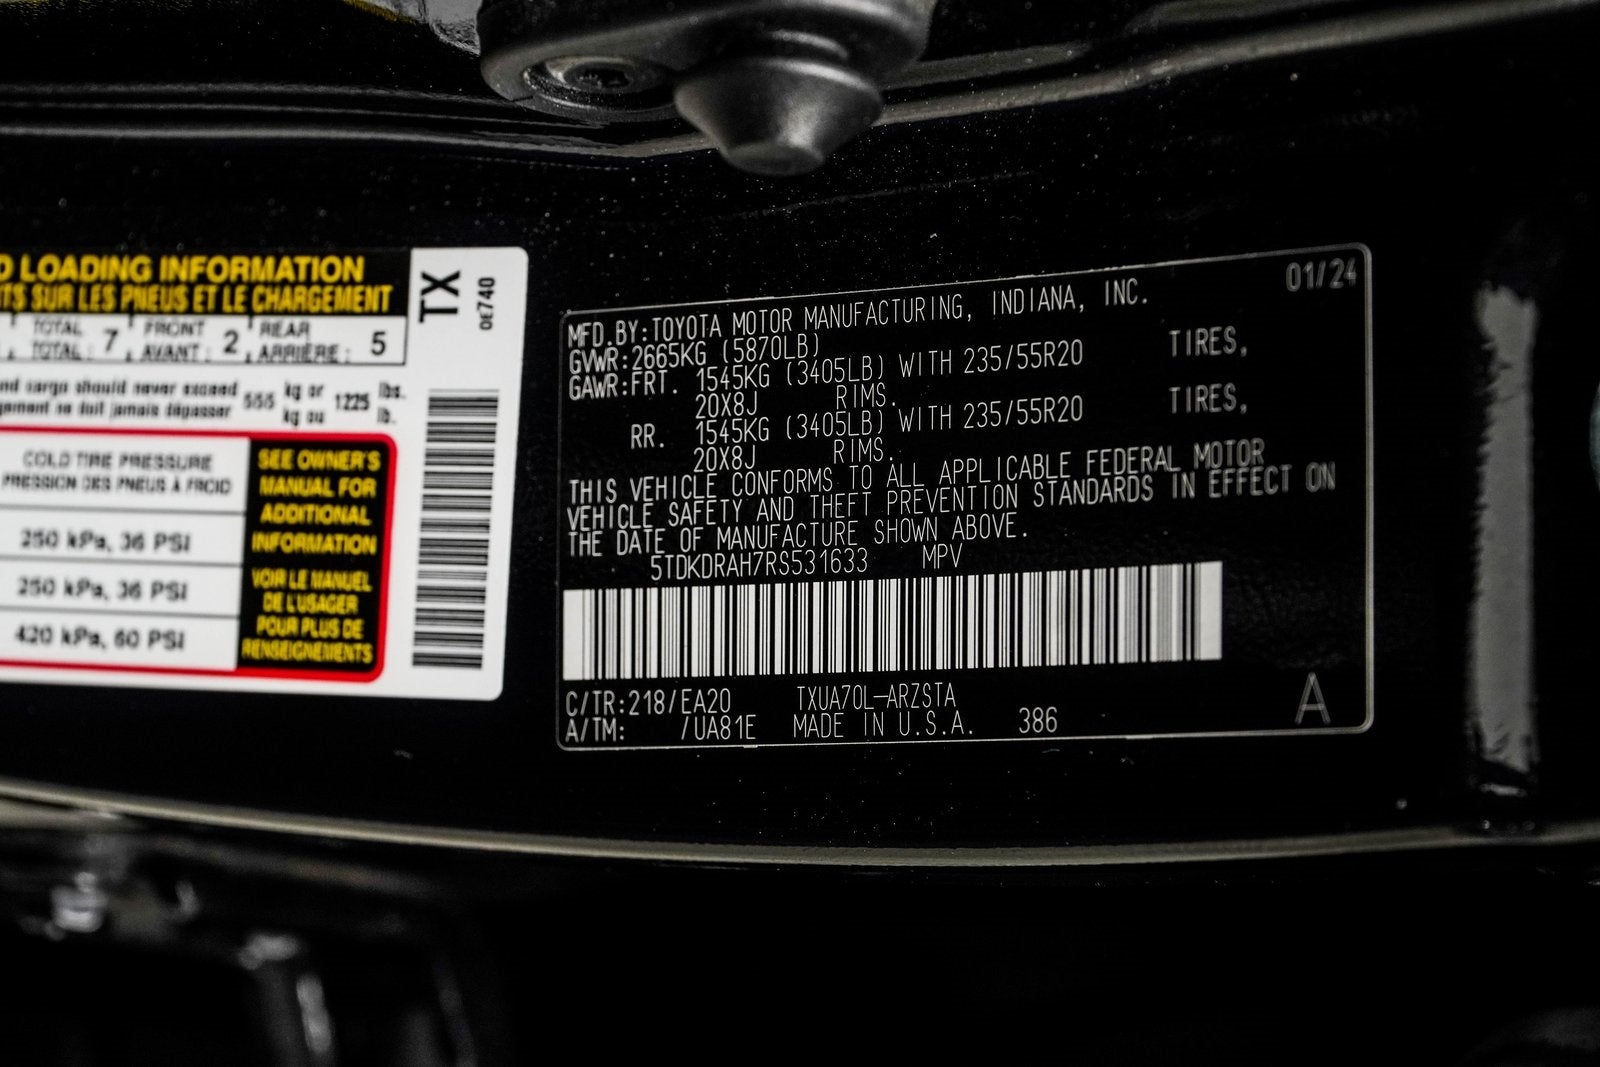 D LOADING INFORMATION
TS SUR LES PNEUS ET LE CHARGEMENT
TOTAL FRONT REAR
TOTAL : 7 AVANT : 2 ARRIÈRE : 5
nd cargo should never exceed 555 kg or 1225 lbs.
gement ne doit jamais dépasser kg ou lb.
COLD TIRE PRESSURE
PRESSION DES PNEUS À FROID
250 kPa, 36 PSI
250 kPa, 36 PSI
420 kPa, 60 PSI
SEE OWNER'S
MANUAL FOR
ADDITIONAL
INFORMATION
VOIR LE MANUEL
DE L'USAGER
POUR PLUS DE
RENSEIGNEMENTS
TX
0E740
01/24
MFD.BY:TOYOTA MOTOR MANUFACTURING, INDIANA, INC.
GVWR:2665KG (5870LB)
GAWR:FRT. 1545KG (3405LB) WITH 235/55R20 TIRES,
20X8J RIMS.
RR. 1545KG (3405LB) WITH 235/55R20 TIRES,
20X8J RIMS.
THIS VEHICLE CONFORMS TO ALL APPLICABLE FEDERAL MOTOR
VEHICLE SAFETY AND THEFT PREVENTION STANDARDS IN EFFECT ON
THE DATE OF MANUFACTURE SHOWN ABOVE.
5TDKDRAH7RS531633 MPV
C/TR:218/EA20 TXUA70L-ARZSTA
A/TM: /UA81E MADE IN U.S.A. 386
A